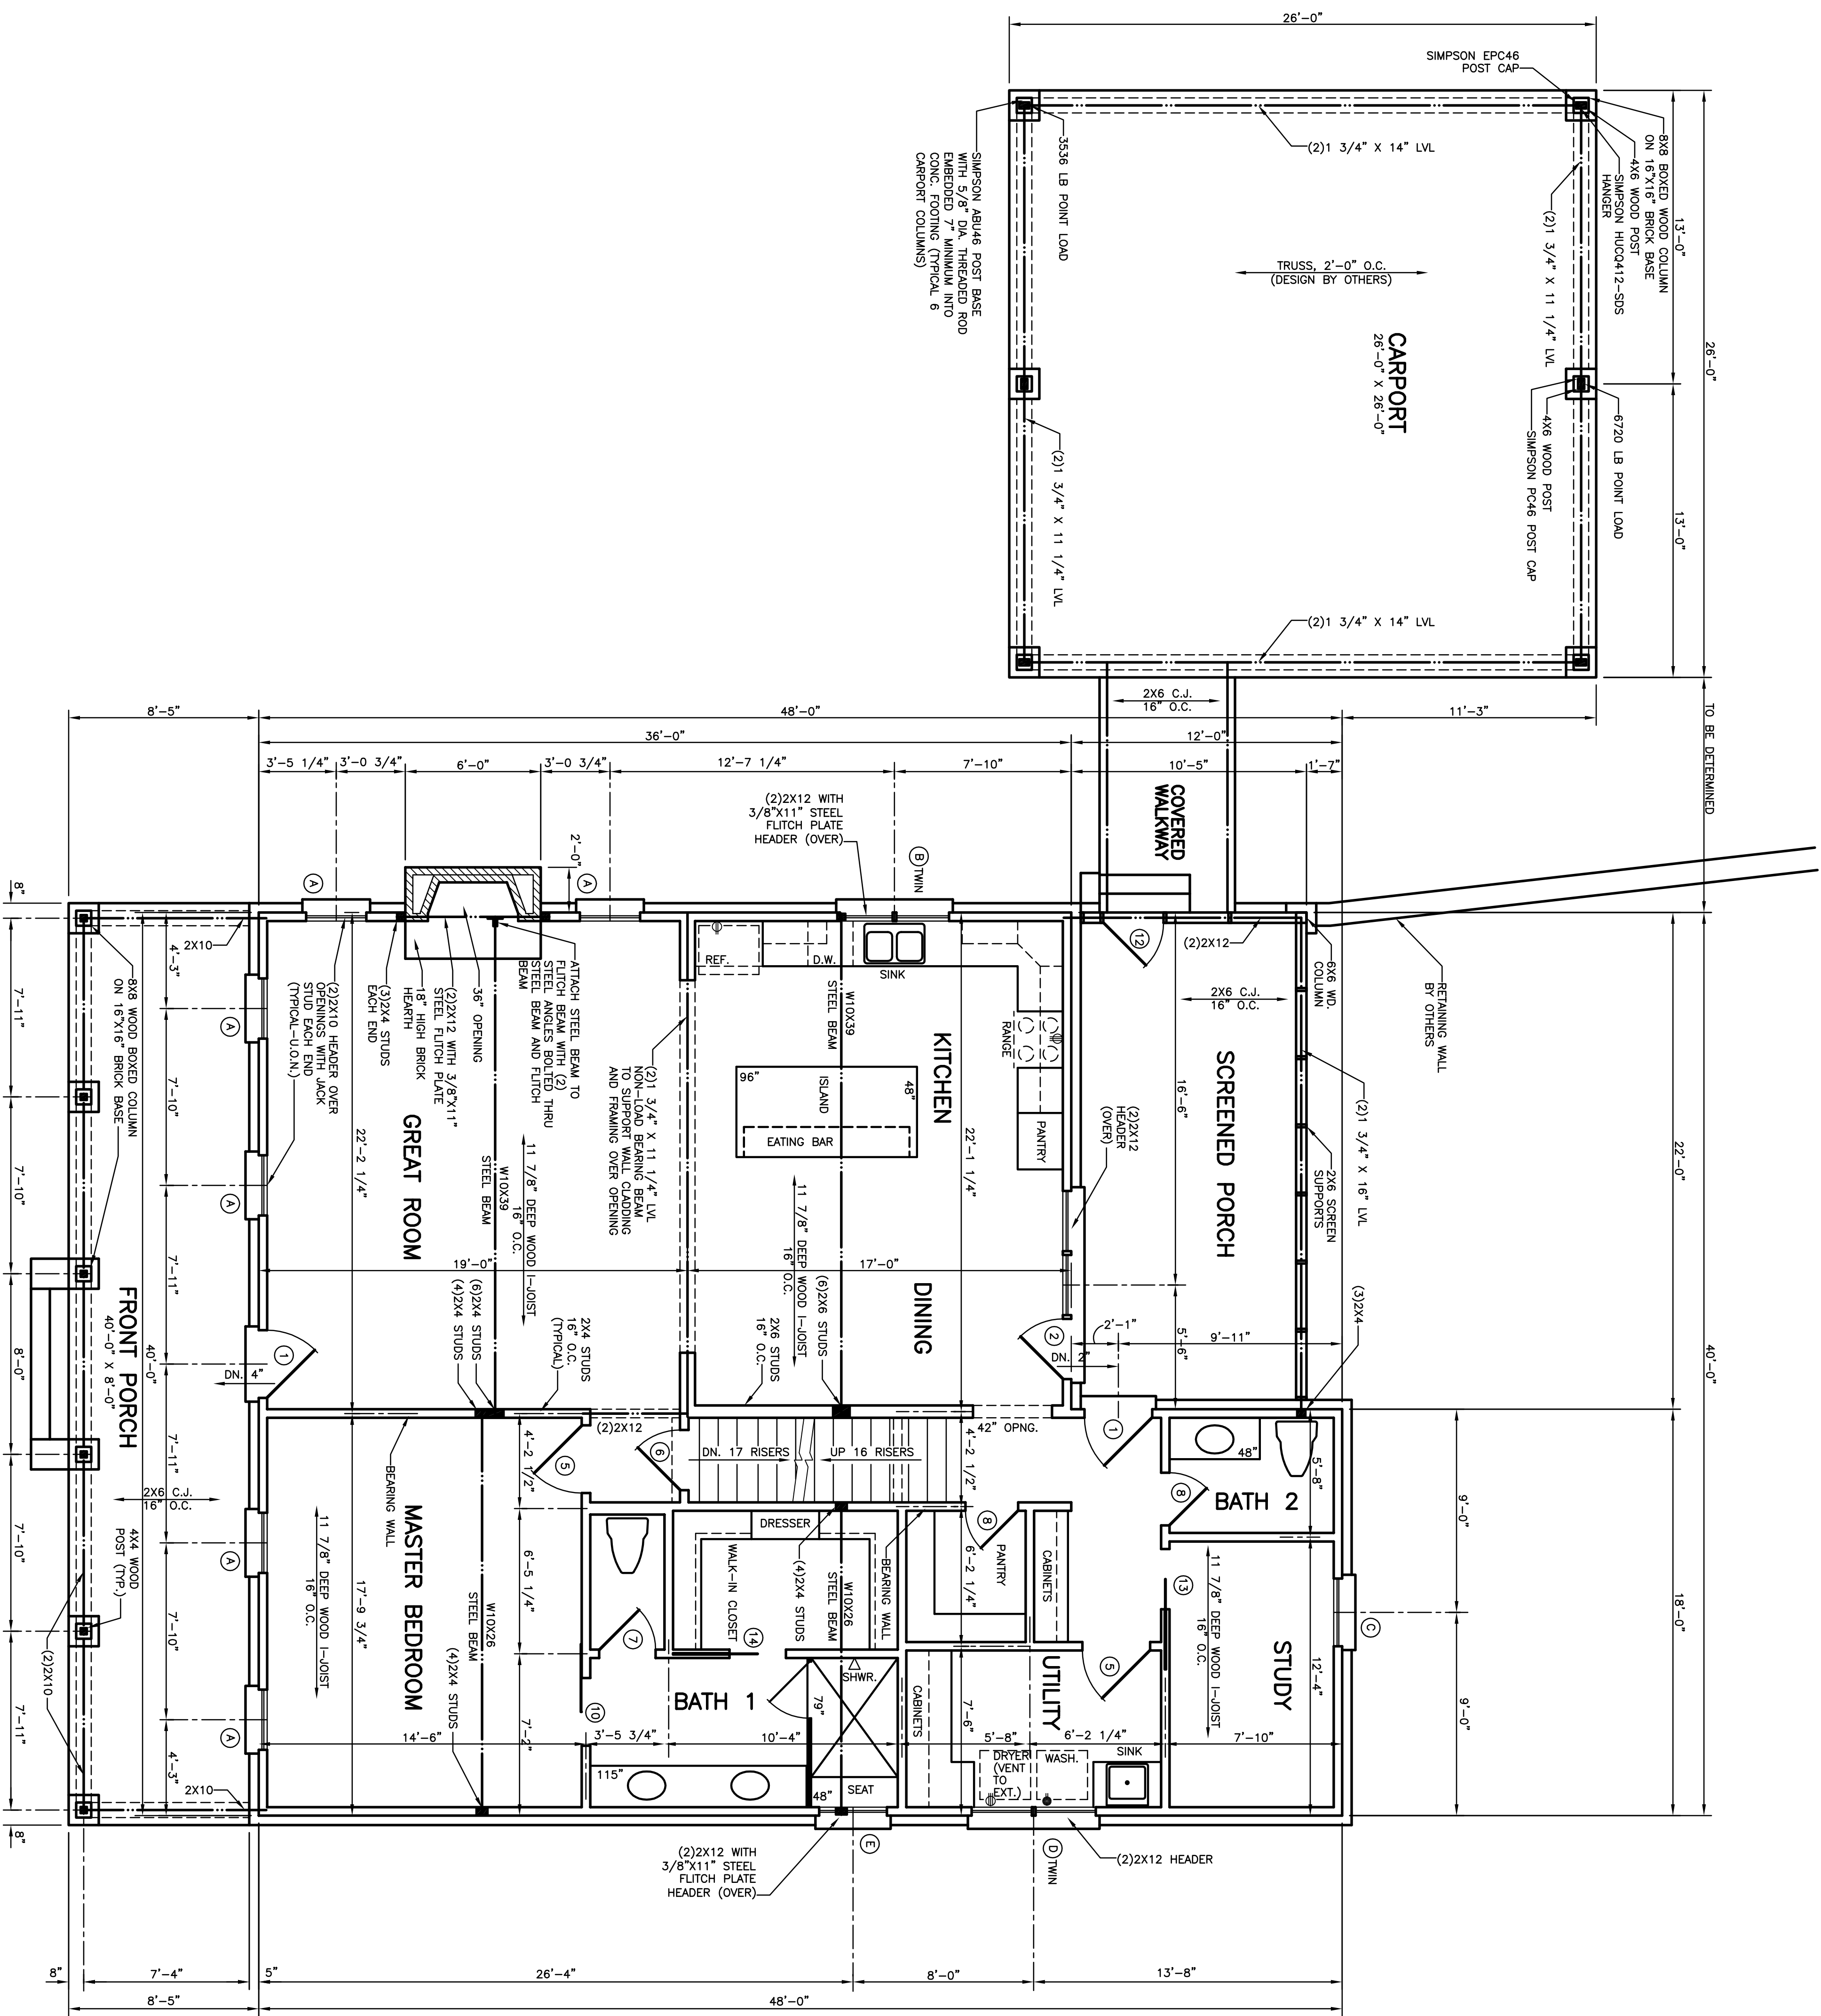 26'-0"
SIMPSON EPC46
POST CAP
8X8 BOXED WOOD COLUMN
ON 16"X16" BRICK BASE
4X6 WOOD POST
SIMPSON HUCQ412-SDS
HANGER
13'-0"
26'-0"
13'-0"
(2)1 3/4" X 14" LVL
(2)1 3/4" X 11 1/4" LVL
3536 LB POINT LOAD
SIMPSON ABU46 POST BASE
WITH 5/8" DIA. THREADED ROD
EMBEDDED 7" MINIMUM INTO
CONC. FOOTING (TYPICAL 6
CARPORT COLUMNS)
TRUSS, 2'-0" O.C.
(DESIGN BY OTHERS)
CARPORT
26'-0" X 26'-0"
6720 LB POINT LOAD
4X6 WOOD POST
SIMPSON PC46 POST CAP
(2)1 3/4" X 11 1/4" LVL
(2)1 3/4" X 14" LVL
2X6 C.J.
16" O.C.
TO BE DETERMINED
11'-3"
8'-5"
48'-0"
36'-0"
12'-0"
3'-5 1/4"
3'-0 3/4"
6'-0"
3'-0 3/4"
12'-7 1/4"
7'-10"
10'-5"
1'-7"
COVERED
WALKWAY
(2)2X12 WITH
3/8"X11" STEEL
FLITCH PLATE
HEADER (OVER)
2'-0"
A
A
B TWIN
RETAINING WALL
BY OTHERS
22'-0"
40'-0"
8"
2X10
4'-3"
8X8 WOOD BOXED COLUMN
ON 16"X16" BRICK BASE
7'-11"
7'-10"
8'-0"
7'-10"
7'-11"
8"
(2)2X10 HEADER OVER
OPENINGS WITH JACK
STUD EACH END
(TYPICAL-U.O.N.)
(3)2X4 STUDS
EACH END
18" HIGH BRICK
HEARTH
(2)2X12 WITH 3/8"X11"
STEEL FLITCH PLATE
36" OPENING
ATTACH STEEL BEAM TO
FLITCH BEAM WITH (2)
STEEL ANGLES BOLTED THRU
STEEL BEAM AND FLITCH
BEAM
REF.
D.W.
SINK
W10X39
STEEL BEAM
12
(2)2X12
6X6 WD.
COLUMN
2X6 C.J.
16" O.C.
RANGE
KITCHEN
SCREENED PORCH
(2)1 3/4" X 16" LVL
2X6 SCREEN
SUPPORTS
(2)2X12
HEADER
(OVER)
16'-6"
5'-6"
96"
ISLAND
48"
EATING BAR
PANTRY
22'-1 1/4"
(2)1 3/4" X 11 1/4" LVL
NON-LOAD BEARING BEAM
TO SUPPORT WALL CLADDING
AND FRAMING OVER OPENING
11 7/8" DEEP WOOD I-JOIST
16" O.C.
GREAT ROOM
W10X39
STEEL BEAM
22'-2 1/4"
A
7'-10"
A
7'-11"
11 7/8" DEEP WOOD I-JOIST
16" O.C.
19'-0"
17'-0"
DINING
(6)2X6 STUDS
2X6 STUDS
16" O.C.
2X4 STUDS
16" O.C.
(TYPICAL)
(6)2X4 STUDS
(4)2X4 STUDS
2'-1"
9'-11"
2
DN. 2"
(3)2X4
1
DN. 4"
FRONT PORCH
40'-0" X 8'-0"
40'-0"
7'-11"
7'-10"
4'-3"
2X6 C.J.
16" O.C.
4X4 WOOD
POST (TYP.)
(2)2X10
2X10
A
A
BEARING WALL
MASTER BEDROOM
11 7/8" DEEP WOOD I-JOIST
16" O.C.
17'-9 3/4"
W10X26
STEEL BEAM
(4)2X4 STUDS
(2)2X12
4'-2 1/2"
5
6
DN. 17 RISERS
UP 16 RISERS
42" OPNG.
4'-2 1/2"
1
8
48"
5'-8"
BATH 2
9'-0"
18'-0"
9'-0"
DRESSER
WALK-IN CLOSET
6'-5 1/4"
(4)2X4 STUDS
W10X26
STEEL BEAM
BEARING WALL
8
PANTRY
6'-2 1/4"
CABINETS
13
11 7/8" DEEP WOOD I-JOIST
16" O.C.
STUDY
12'-4"
C
7
14
BATH 1
10
SHWR.
79"
CABINETS
UTILITY
5
7'-6"
7'-2"
14'-6"
3'-5 3/4"
10'-4"
5'-8"
6'-2 1/4"
7'-10"
115"
48"
SEAT
DRYER
(VENT
TO
EXT.)
WASH.
SINK
(2)2X12 WITH
3/8"X11" STEEL
FLITCH PLATE
HEADER (OVER)
E
D TWIN
(2)2X12 HEADER
8"
7'-4"
5"
26'-4"
8'-0"
13'-8"
8'-5"
48'-0"